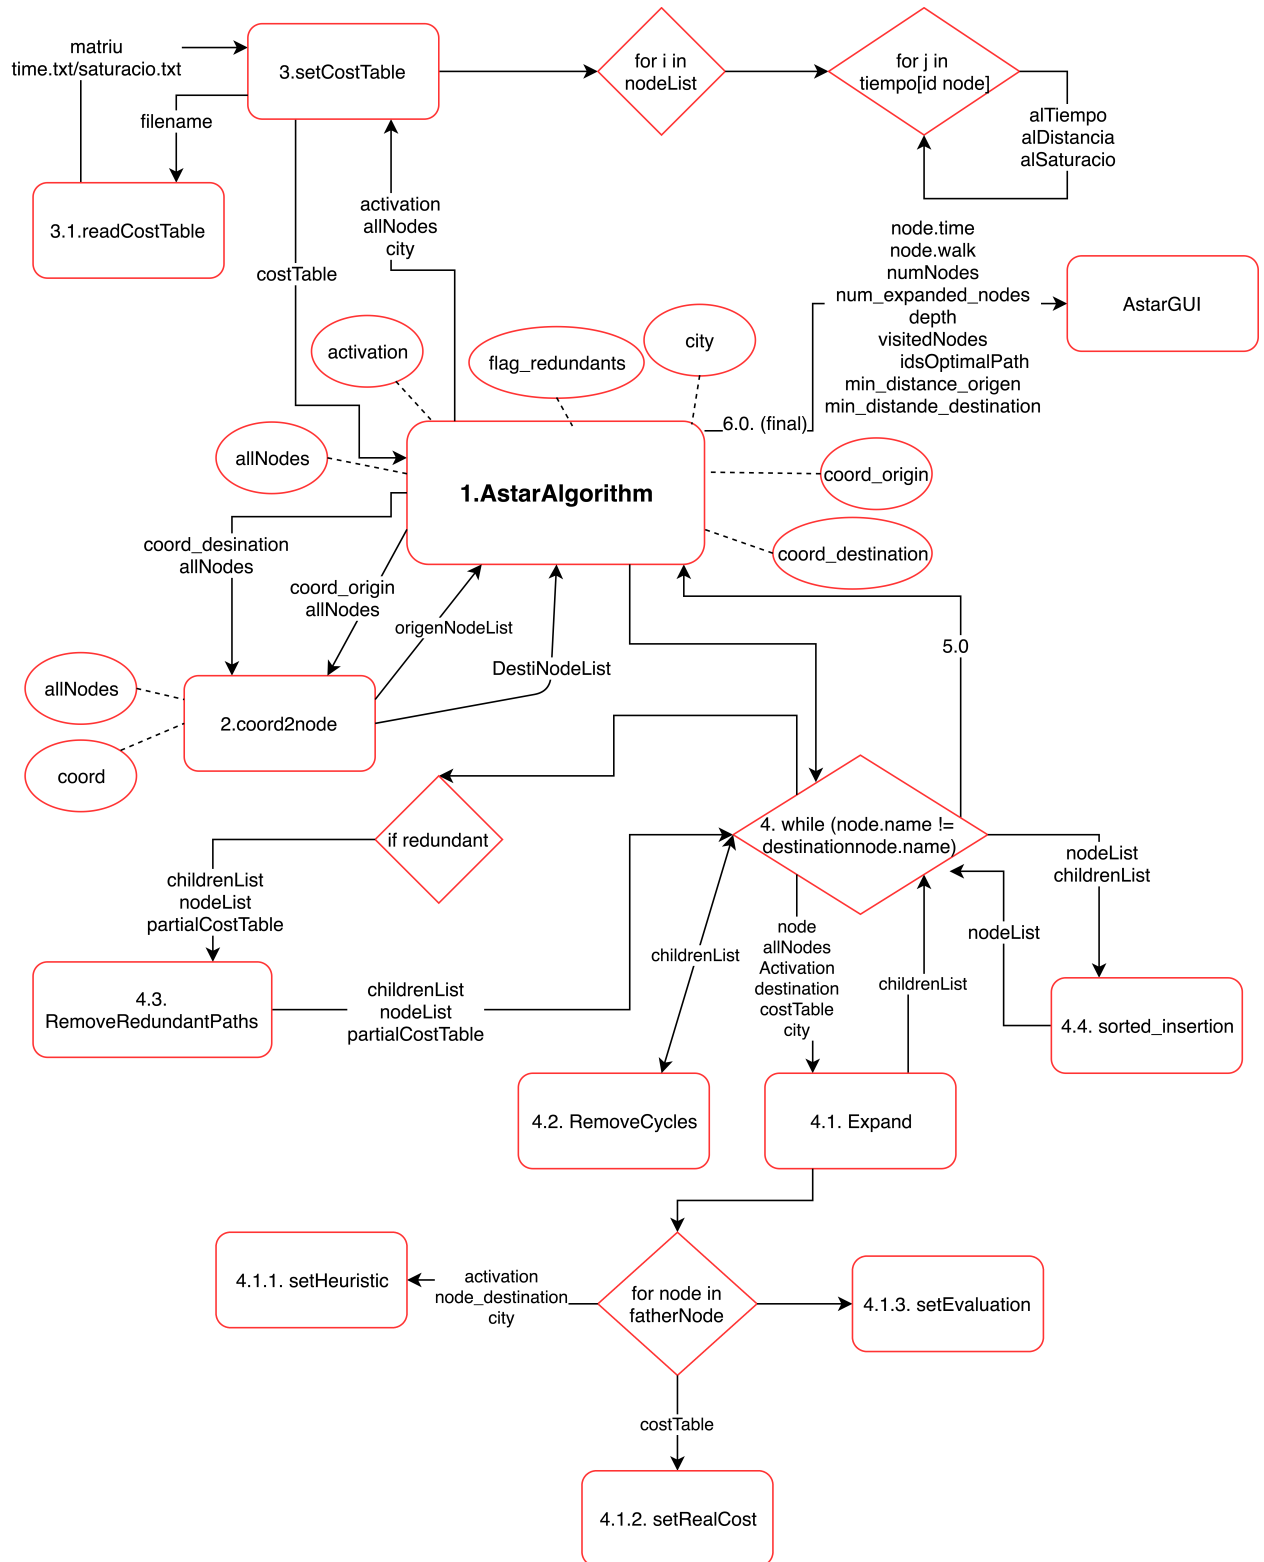 matriu
time.txt/saturacio.txt
3.setCostTable
for i in
nodeList
for j in
tiempo[id node]
filename
alTiempo
alDistancia
alSaturacio
3.1.readCostTable
activation
allNodes
city
costTable
node.time
node.walk
numNodes
num_expanded_nodes
depth
visitedNodes
idsOptimalPath
min_distance_origen
min_distande_destination
AstarGUI
activation
flag_redundants
city
6.0. (final)
allNodes
1.AstarAlgorithm
coord_origin
coord_destination
coord_desination
allNodes
coord_origin
allNodes
origenNodeList
DestiNodeList
5.0
allNodes
2.coord2node
coord
if redundant
4. while (node.name !=
destinationnode.name)
nodeList
childrenList
childrenList
nodeList
partialCostTable
nodeList
childrenList
node
allNodes
Activation
destination
costTable
city
childrenList
4.3.
RemoveRedundantPaths
childrenList
nodeList
partialCostTable
4.4. sorted_insertion
4.2. RemoveCycles
4.1. Expand
4.1.1. setHeuristic
activation
node_destination
city
for node in
fatherNode
4.1.3. setEvaluation
costTable
4.1.2. setRealCost